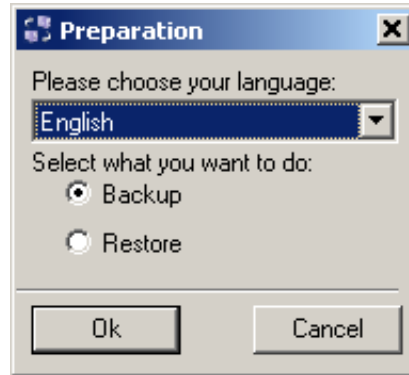 Preparation
Please choose your language:
English
Select what you want to do:
Backup
Restore
Ok
Cancel